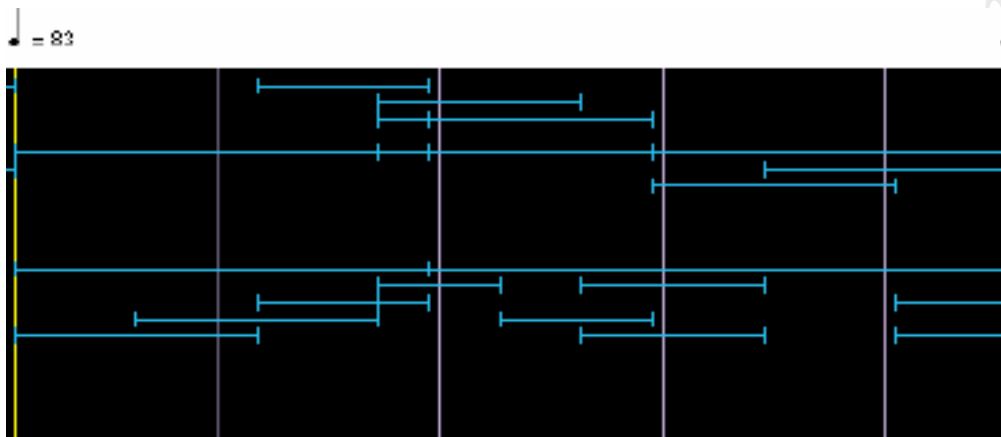 ♩ = 83